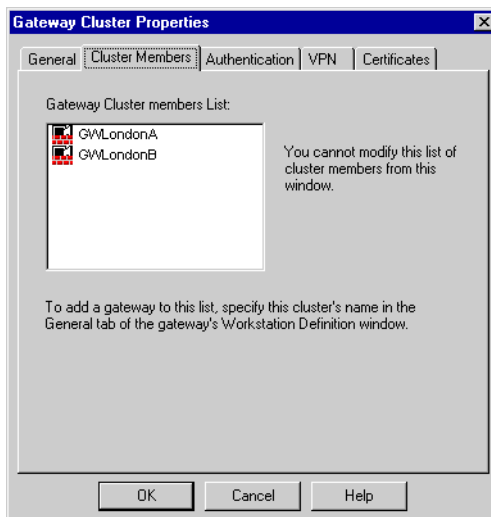 Gateway Cluster Properties
General Cluster Members Authentication VPN Certificates
Gateway Cluster members List:
GWLondonA
GWLondonB
You cannot modify this list of
cluster members from this
window.
To add a gateway to this list, specify this cluster's name in the
General tab of the gateway's Workstation Definition window.
OK Cancel Help